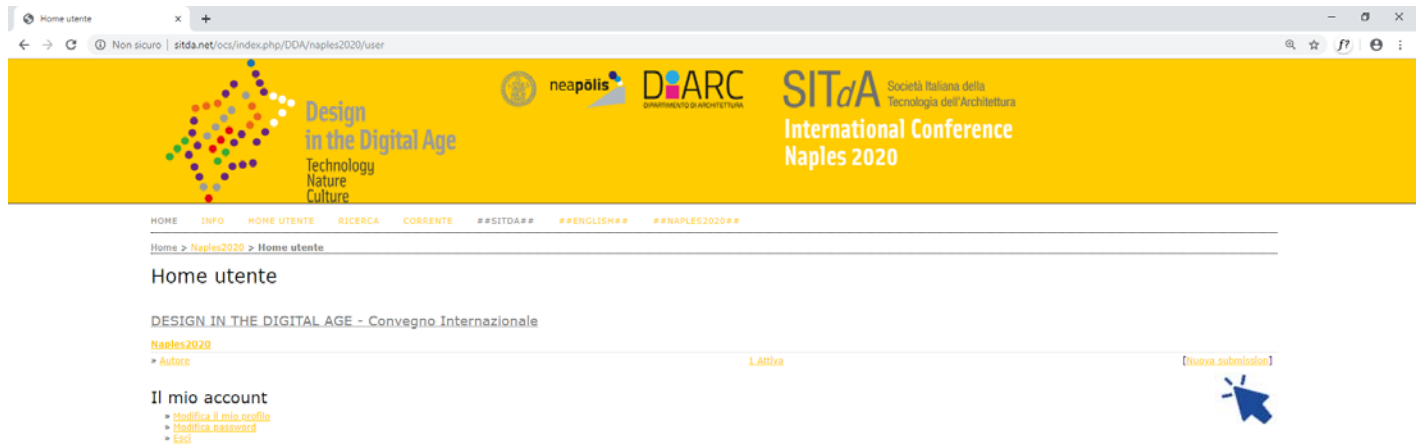 Home utente
Non sicuro | sitda.net/ocs/index.php/DDA/naples2020/user
f?
Design
in the Digital Age
Technology
Nature
Culture
neapōlis
DiARC
DIPARTIMENTO DI ARCHITETTURA
SITdA Società Italiana della
Tecnologia dell'Architettura
International Conference
Naples 2020
HOME INFO HOME UTENTE RICERCA CORRENTE ##SITDA## ##ENGLISH## ##NAPLES2020##
Home > Naples2020 > Home utente
Home utente
DESIGN IN THE DIGITAL AGE - Convegno Internazionale
Naples2020
» Autore 1 Attiva [Nuova submission]
Il mio account
» Modifica il mio profilo
» Modifica password
» Esci